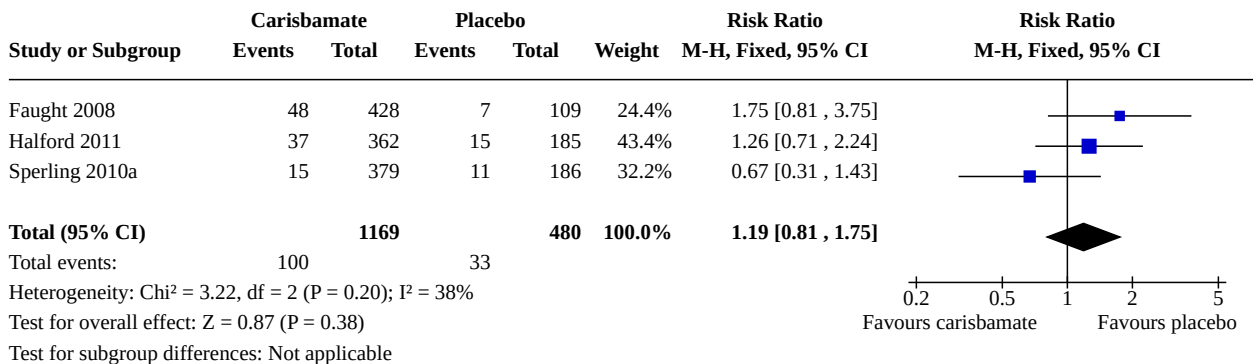 Carisbamate Placebo Risk Ratio Risk Ratio
Study or Subgroup Events Total Events Total Weight M-H, Fixed, 95% CI M-H, Fixed, 95% CI
Faught 2008 48 428 7 109 24.4% 1.75 [0.81 , 3.75]
Halford 2011 37 362 15 185 43.4% 1.26 [0.71 , 2.24]
Sperling 2010a 15 379 11 186 32.2% 0.67 [0.31 , 1.43]
Total (95% CI) 1169 480 100.0% 1.19 [0.81 , 1.75]
Total events: 100 33
Heterogeneity: Chi² = 3.22, df = 2 (P = 0.20); I² = 38%
0.2 0.5 1 2 5
Test for overall effect: Z = 0.87 (P = 0.38)
Favours carisbamate Favours placebo
Test for subgroup differences: Not applicable